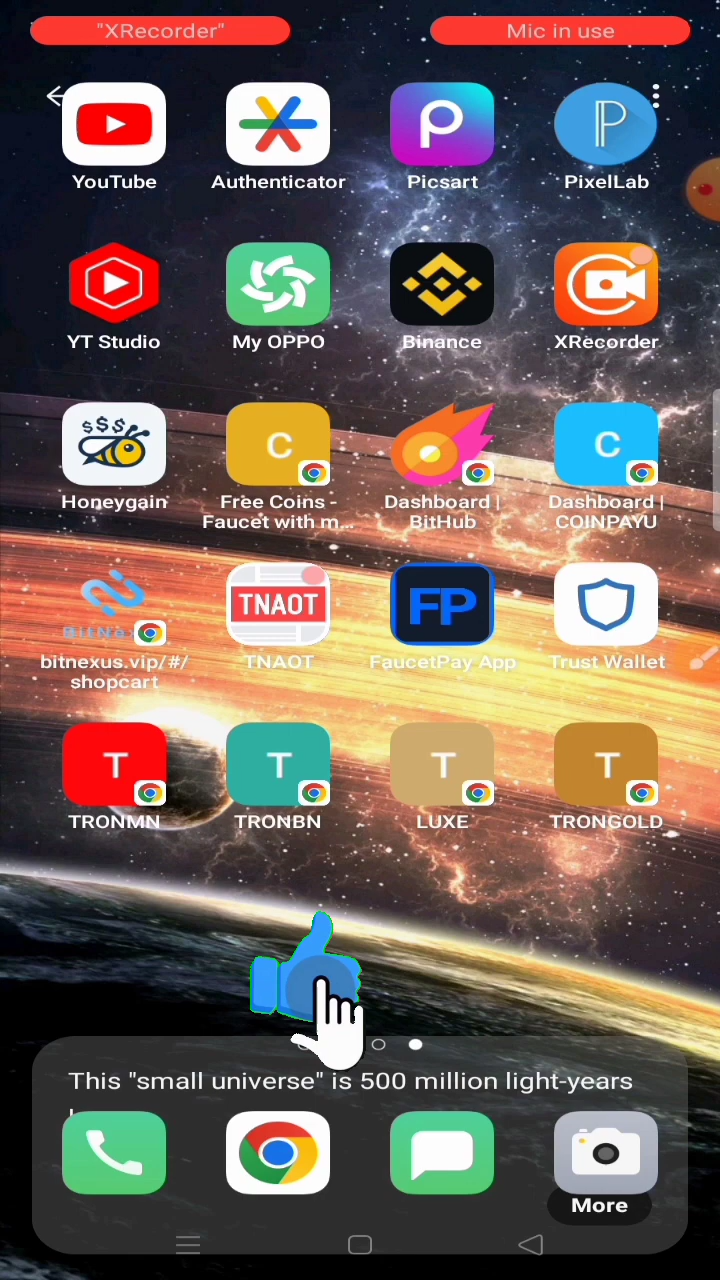 "XRecorder" Mic in use
YouTube Authenticator Picsart PixelLab
YT Studio My OPPO Binance XRecorder
$$$
C C
Honeygain Free Coins - Dashboard | Dashboard |
Faucet with m... BitHub COINPAYU
TNAOT FP
bitnexus.vip/#/ TNAOT FaucetPay App Trust Wallet
shopcart
T T T T
TRONMN TRONBN LUXE TRONGOLD
This "small universe" is 500 million light-years
More